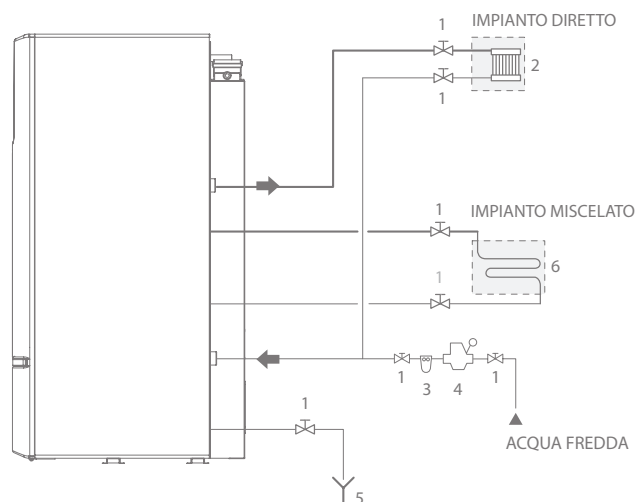 1 IMPIANTO DIRETTO
2
1
1 IMPIANTO MISCELATO
6
1
1 3 4 1
1
ACQUA FREDDA
5